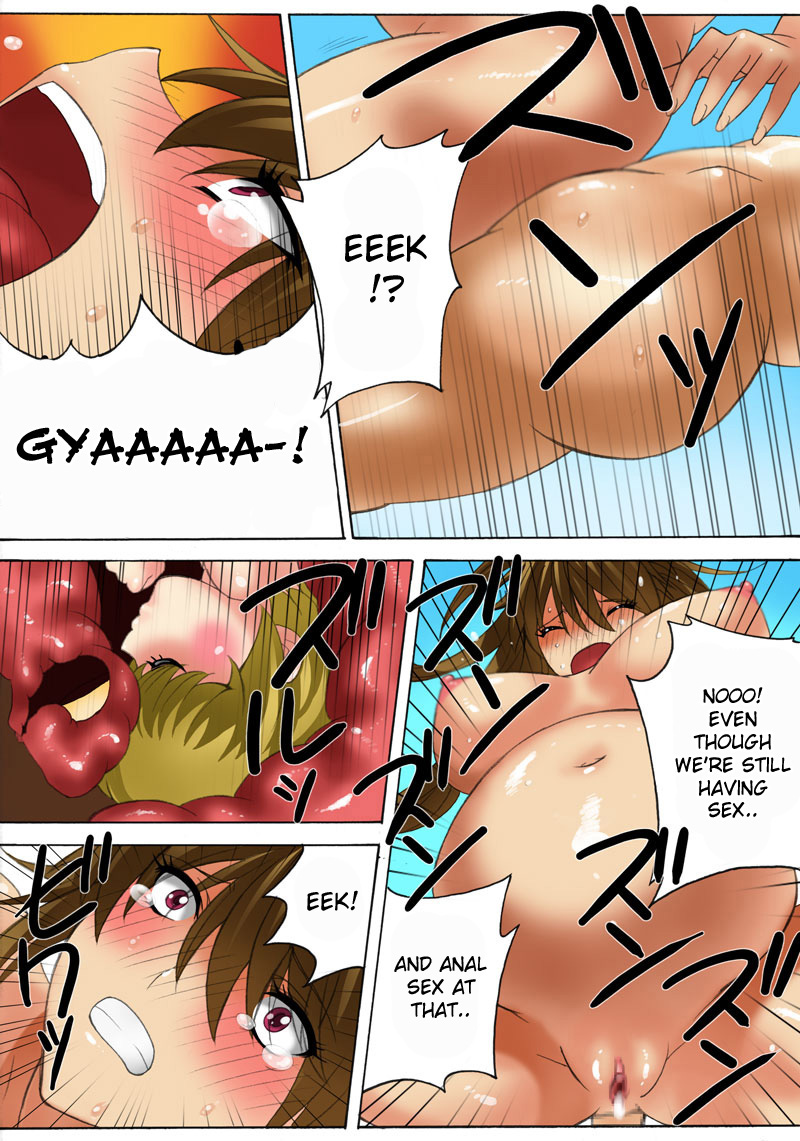 EEEK
!?
ズンッ
GYAAAAA-!
ズルッ
ズンズンズンズンッ
NOOO!
EVEN
THOUGH
WE'RE STILL
HAVING
SEX..
AND ANAL
SEX AT
THAT..
EEK!
ビクッ